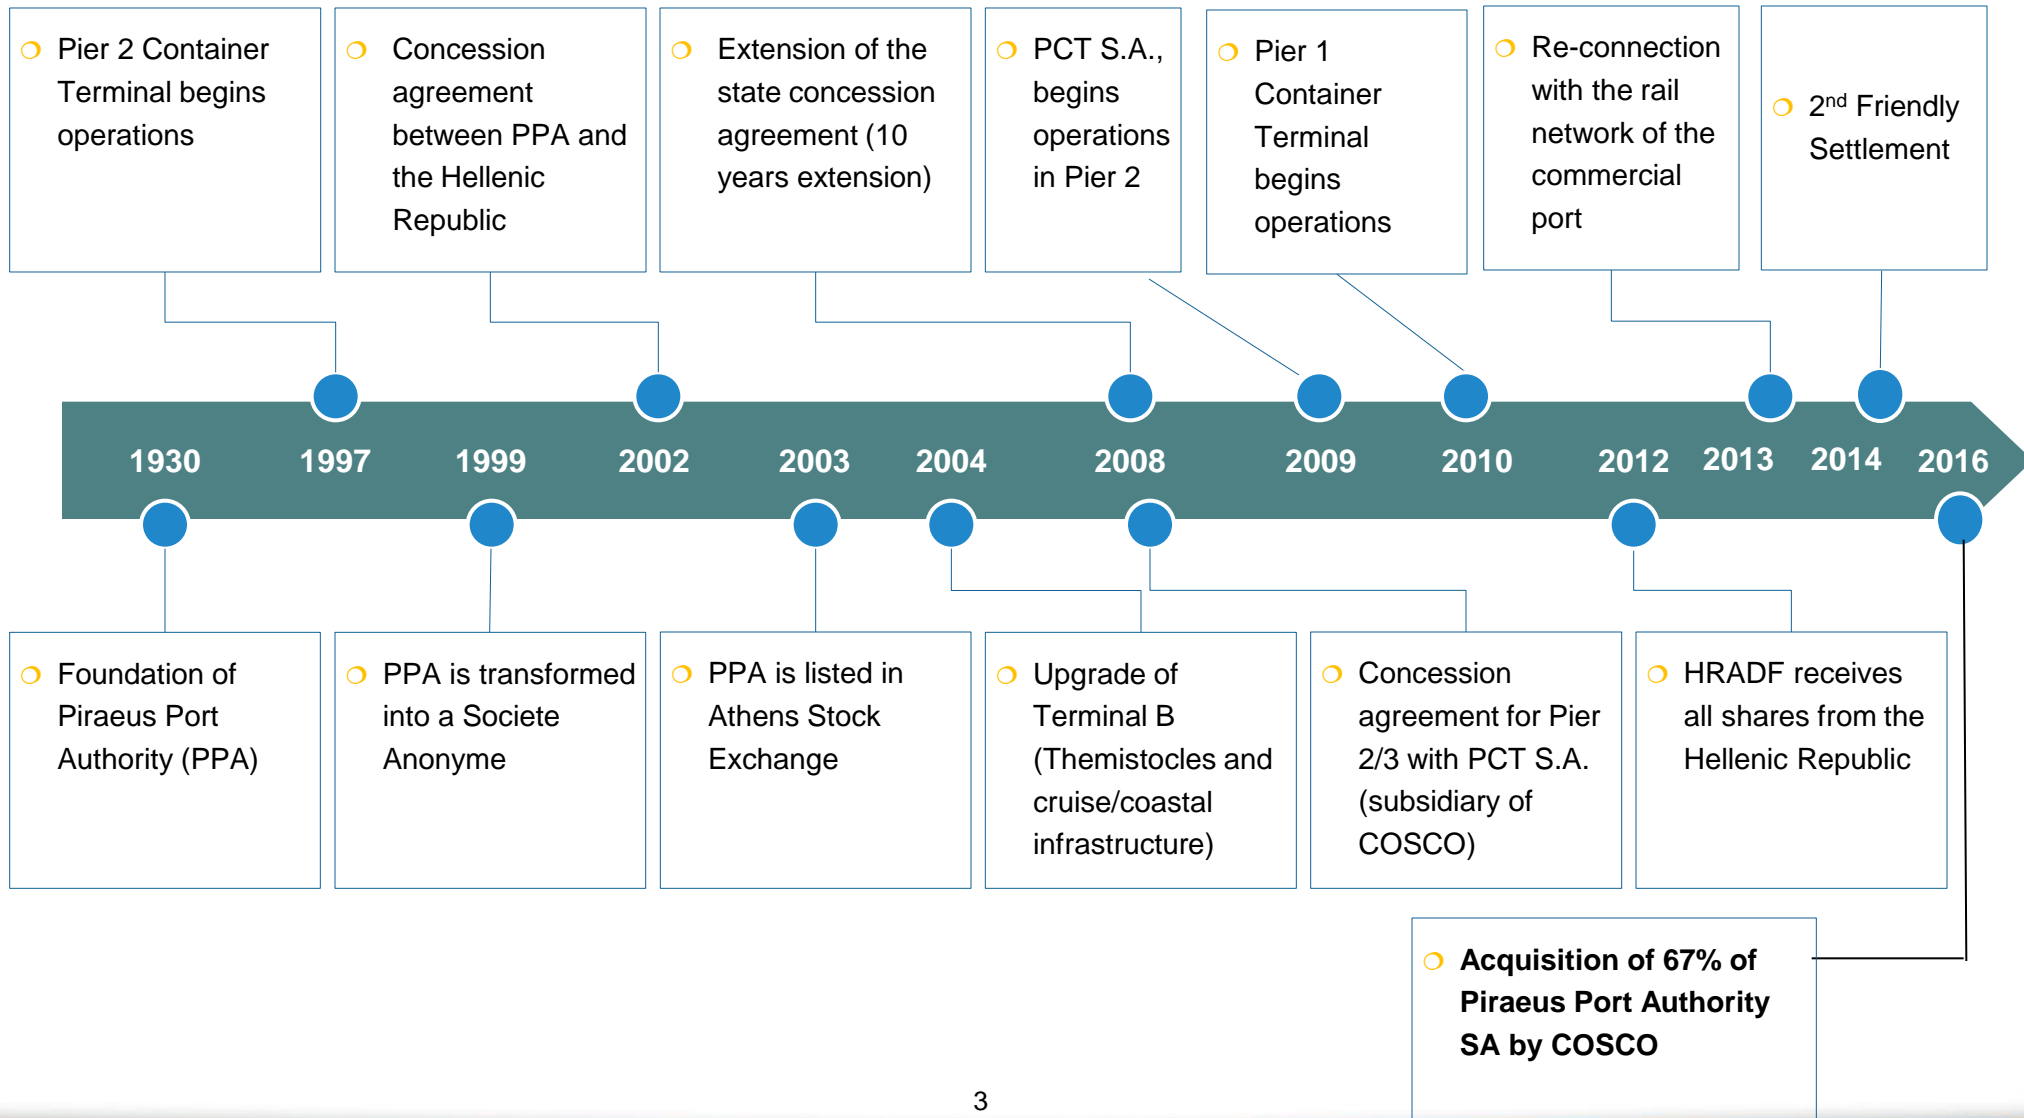 Pier 2 Container
Terminal begins
operations
Concession
agreement
between PPA and
the Hellenic
Republic
Extension of the
state concession
agreement (10
years extension)
PCT S.A.,
begins
operations
in Pier 2
Pier 1
Container
Terminal
begins
operations
Re-connection
with the rail
network of the
commercial
port
2nd Friendly
Settlement
1930 1997 1999 2002 2003 2004 2008 2009 2010 2012 2013 2014 2016
Foundation of
Piraeus Port
Authority (PPA)
PPA is transformed
into a Societe
Anonyme
PPA is listed in
Athens Stock
Exchange
Upgrade of
Terminal B
(Themistocles and
cruise/coastal
infrastructure)
Concession
agreement for Pier
2/3 with PCT S.A.
(subsidiary of
COSCO)
HRADF receives
all shares from the
Hellenic Republic
Acquisition of 67% of
Piraeus Port Authority
SA by COSCO
3